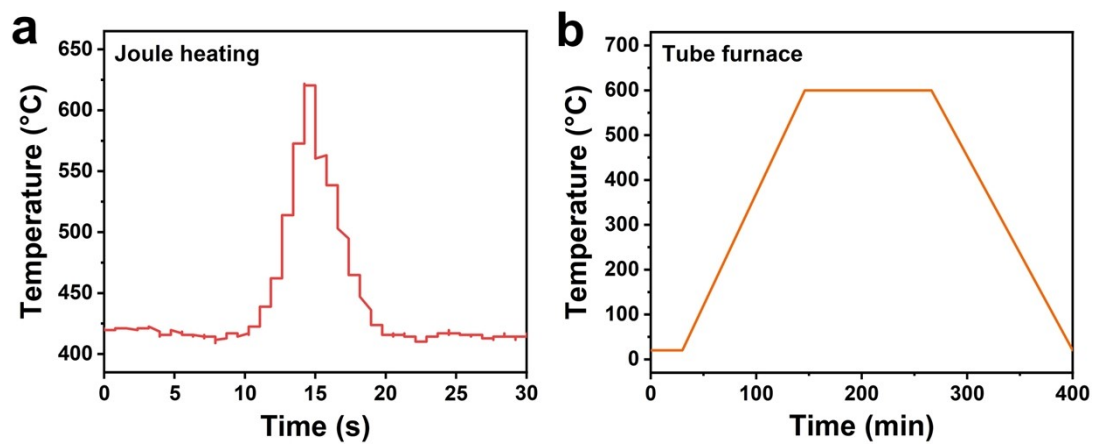 a
Joule heating
650
600
550
500
450
400
Temperature (°C)
0 5 10 15 20 25 30
Time (s)
b
Tube furnace
700
600
500
400
300
200
100
0
Temperature (°C)
0 100 200 300 400
Time (min)